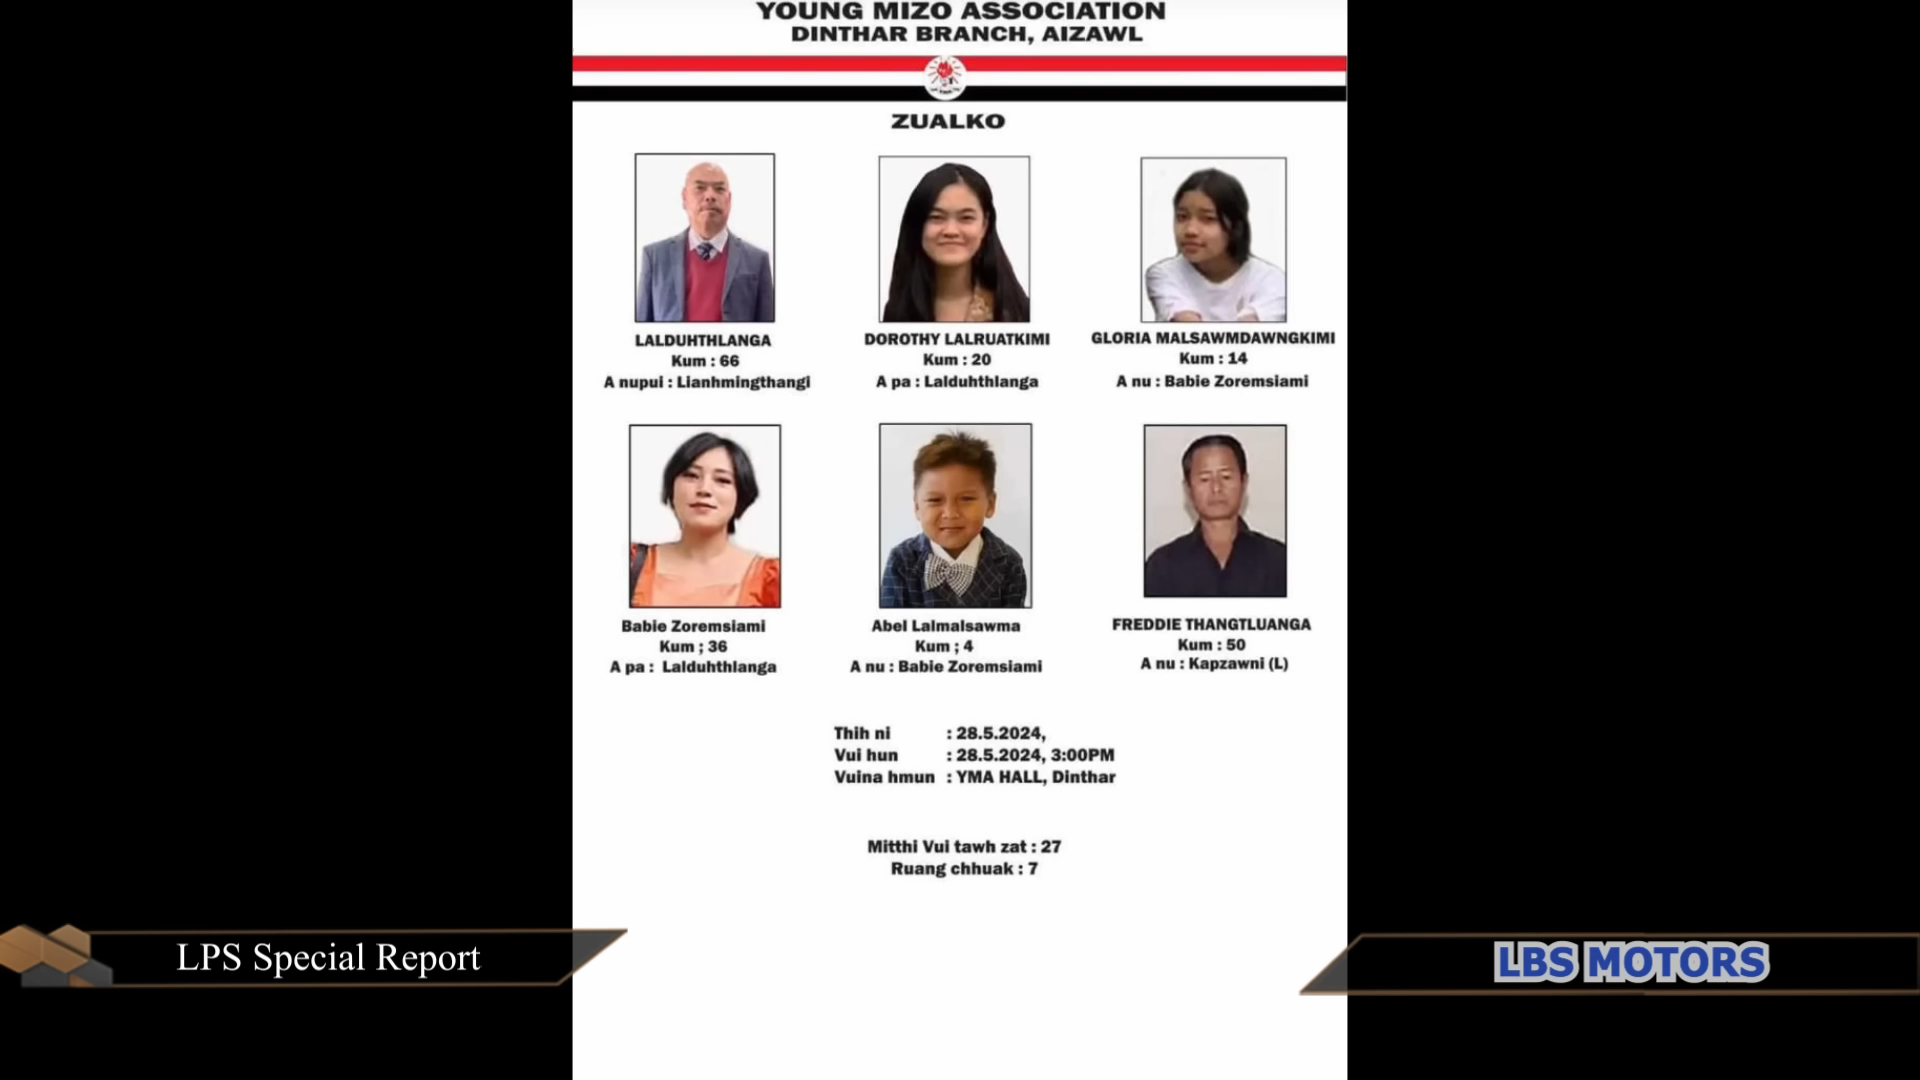 YOUNG MIZO ASSOCIATION
DINTHAR BRANCH, AIZAWL
ZUALKO
LALDUHTHLANGA
Kum : 66
A nupui : Lianhmingthangi
DOROTHY LALRUATKIMI
Kum : 20
A pa : Lalduhthlanga
GLORIA MALSAWMDAWNGKIMI
Kum : 14
A nu : Babie Zoremsiami
Babie Zoremsiami
Kum ; 36
A pa : Lalduhthlanga
Abel Lalmalsawma
Kum ; 4
A nu : Babie Zoremsiami
FREDDIE THANGTLUANGA
Kum : 50
A nu : Kapzawni (L)
Thih ni : 28.5.2024,
Vui hun : 28.5.2024, 3:00PM
Vuina hmun : YMA HALL, Dinthar
Mitthi Vui tawh zat : 27
Ruang chhuak : 7
LPS Special Report
LBS MOTORS